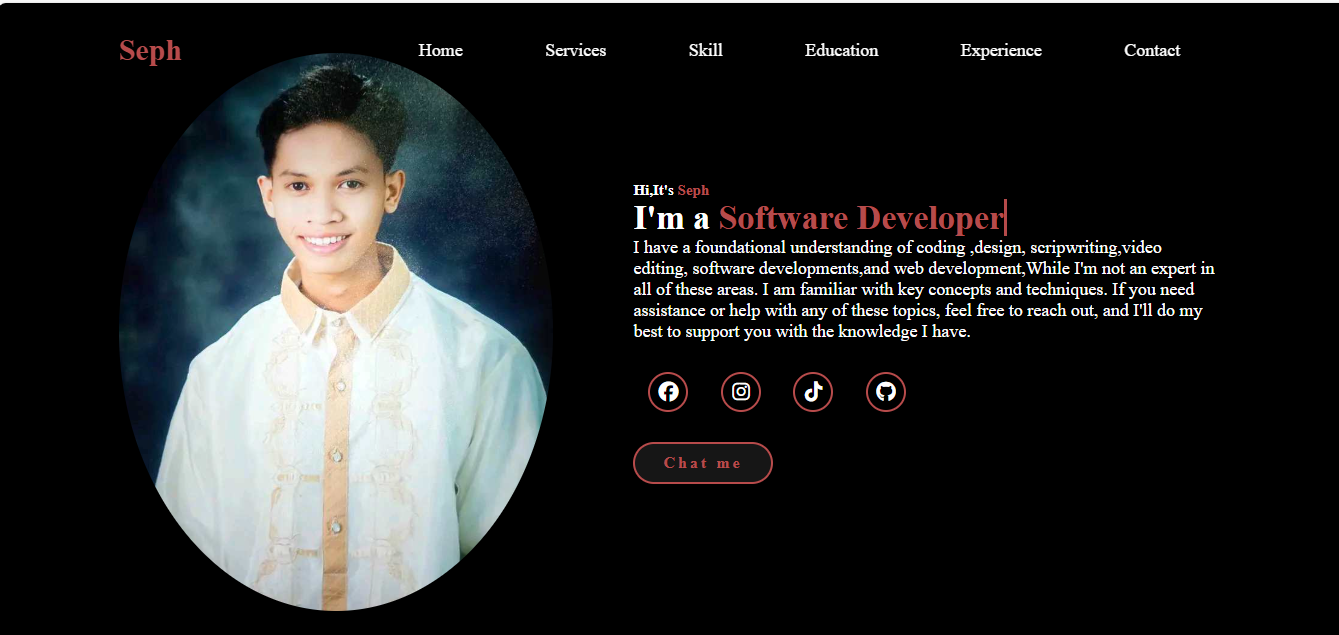 Seph
Home Services Skill Education Experience Contact
Hi,It's Seph
I'm a Software Developer
I have a foundational understanding of coding ,design, scripwriting,video
editing, software developments,and web development,While I'm not an expert in
all of these areas. I am familiar with key concepts and techniques. If you need
assistance or help with any of these topics, feel free to reach out, and I'll do my
best to support you with the knowledge I have.
Chat me